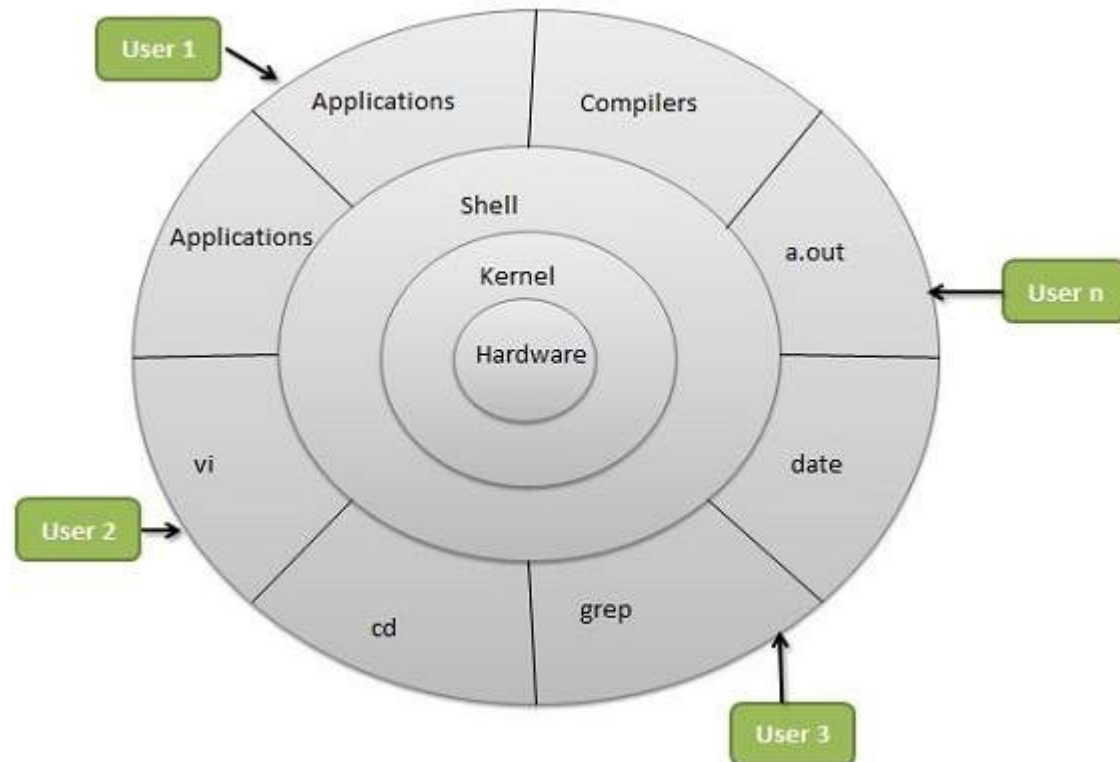 User 1
Applications
Compilers
Shell
Applications
a.out
Kernel
User n
Hardware
vi
date
User 2
cd
grep
User 3